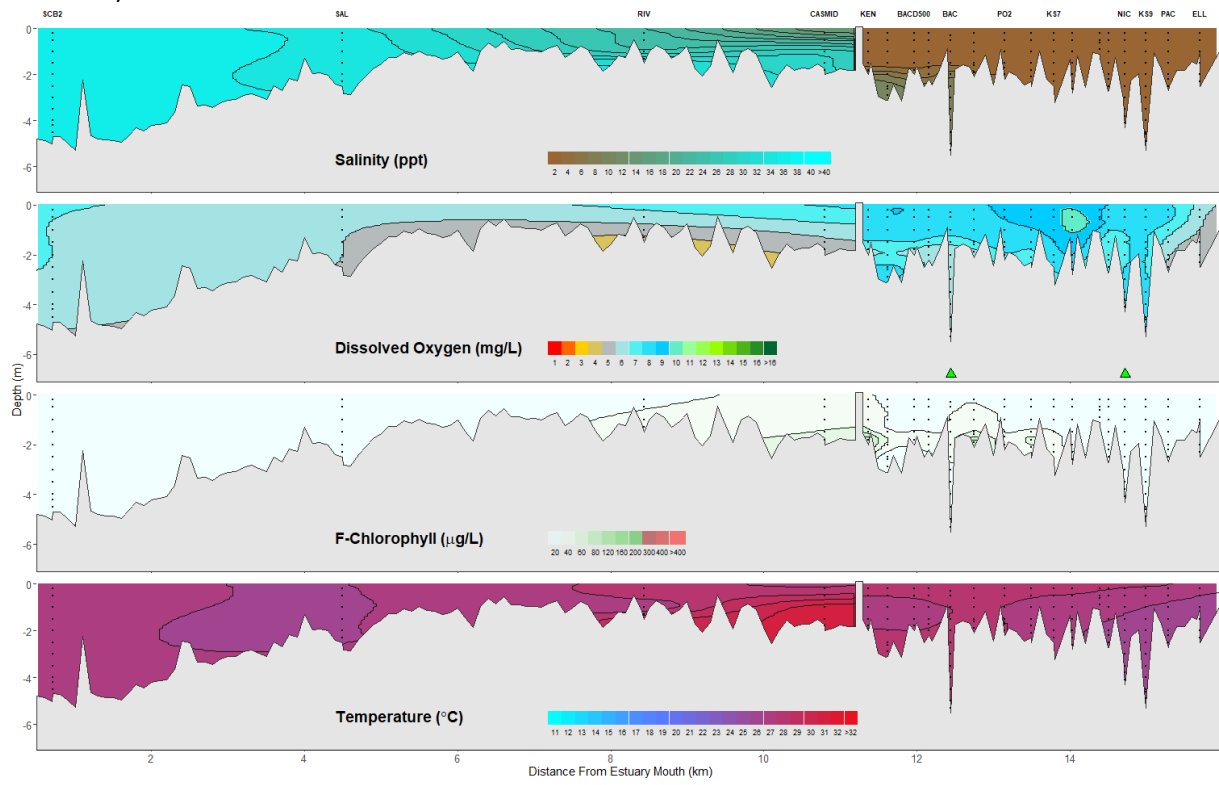 SCB2 SAL RIV CASMID KEN BACD500 BAC PO2 KS7 NIC KS9 PAC ELL
0
-2
-4
-6
Salinity (ppt)
2 4 6 8 10 12 14 16 18 20 22 24 26 28 30 32 34 36 38 40 >40
0
-2
-4
-6
Dissolved Oxygen (mg/L)
1 2 3 4 5 6 7 8 9 10 11 12 13 14 15 16 >16
Depth (m)
0
-2
-4
-6
F-Chlorophyll (μg/L)
20 40 60 80 120 160 200 300 400 >400
0
-2
-4
-6
Temperature (°C)
11 12 13 14 15 16 17 18 19 20 21 22 23 24 25 26 27 28 29 30 31 32 >32
2 4 6 8 10 12 14
Distance From Estuary Mouth (km)